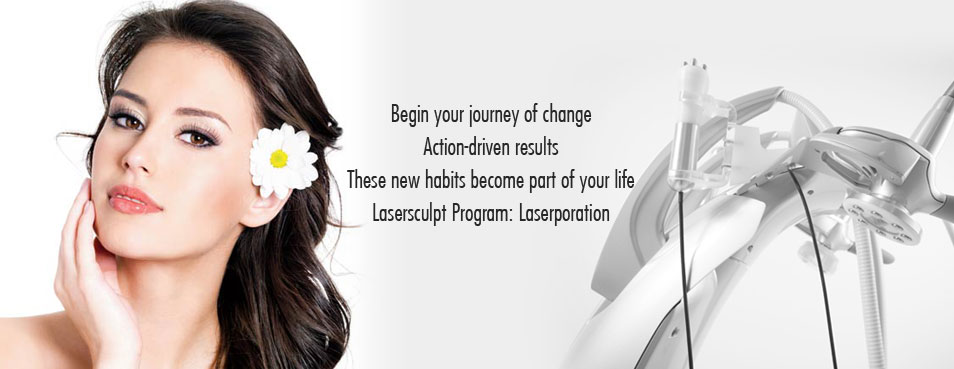 Begin your journey of change
Action-driven results
These new habits become part of your life
Lasersculpt Program: Laserporation